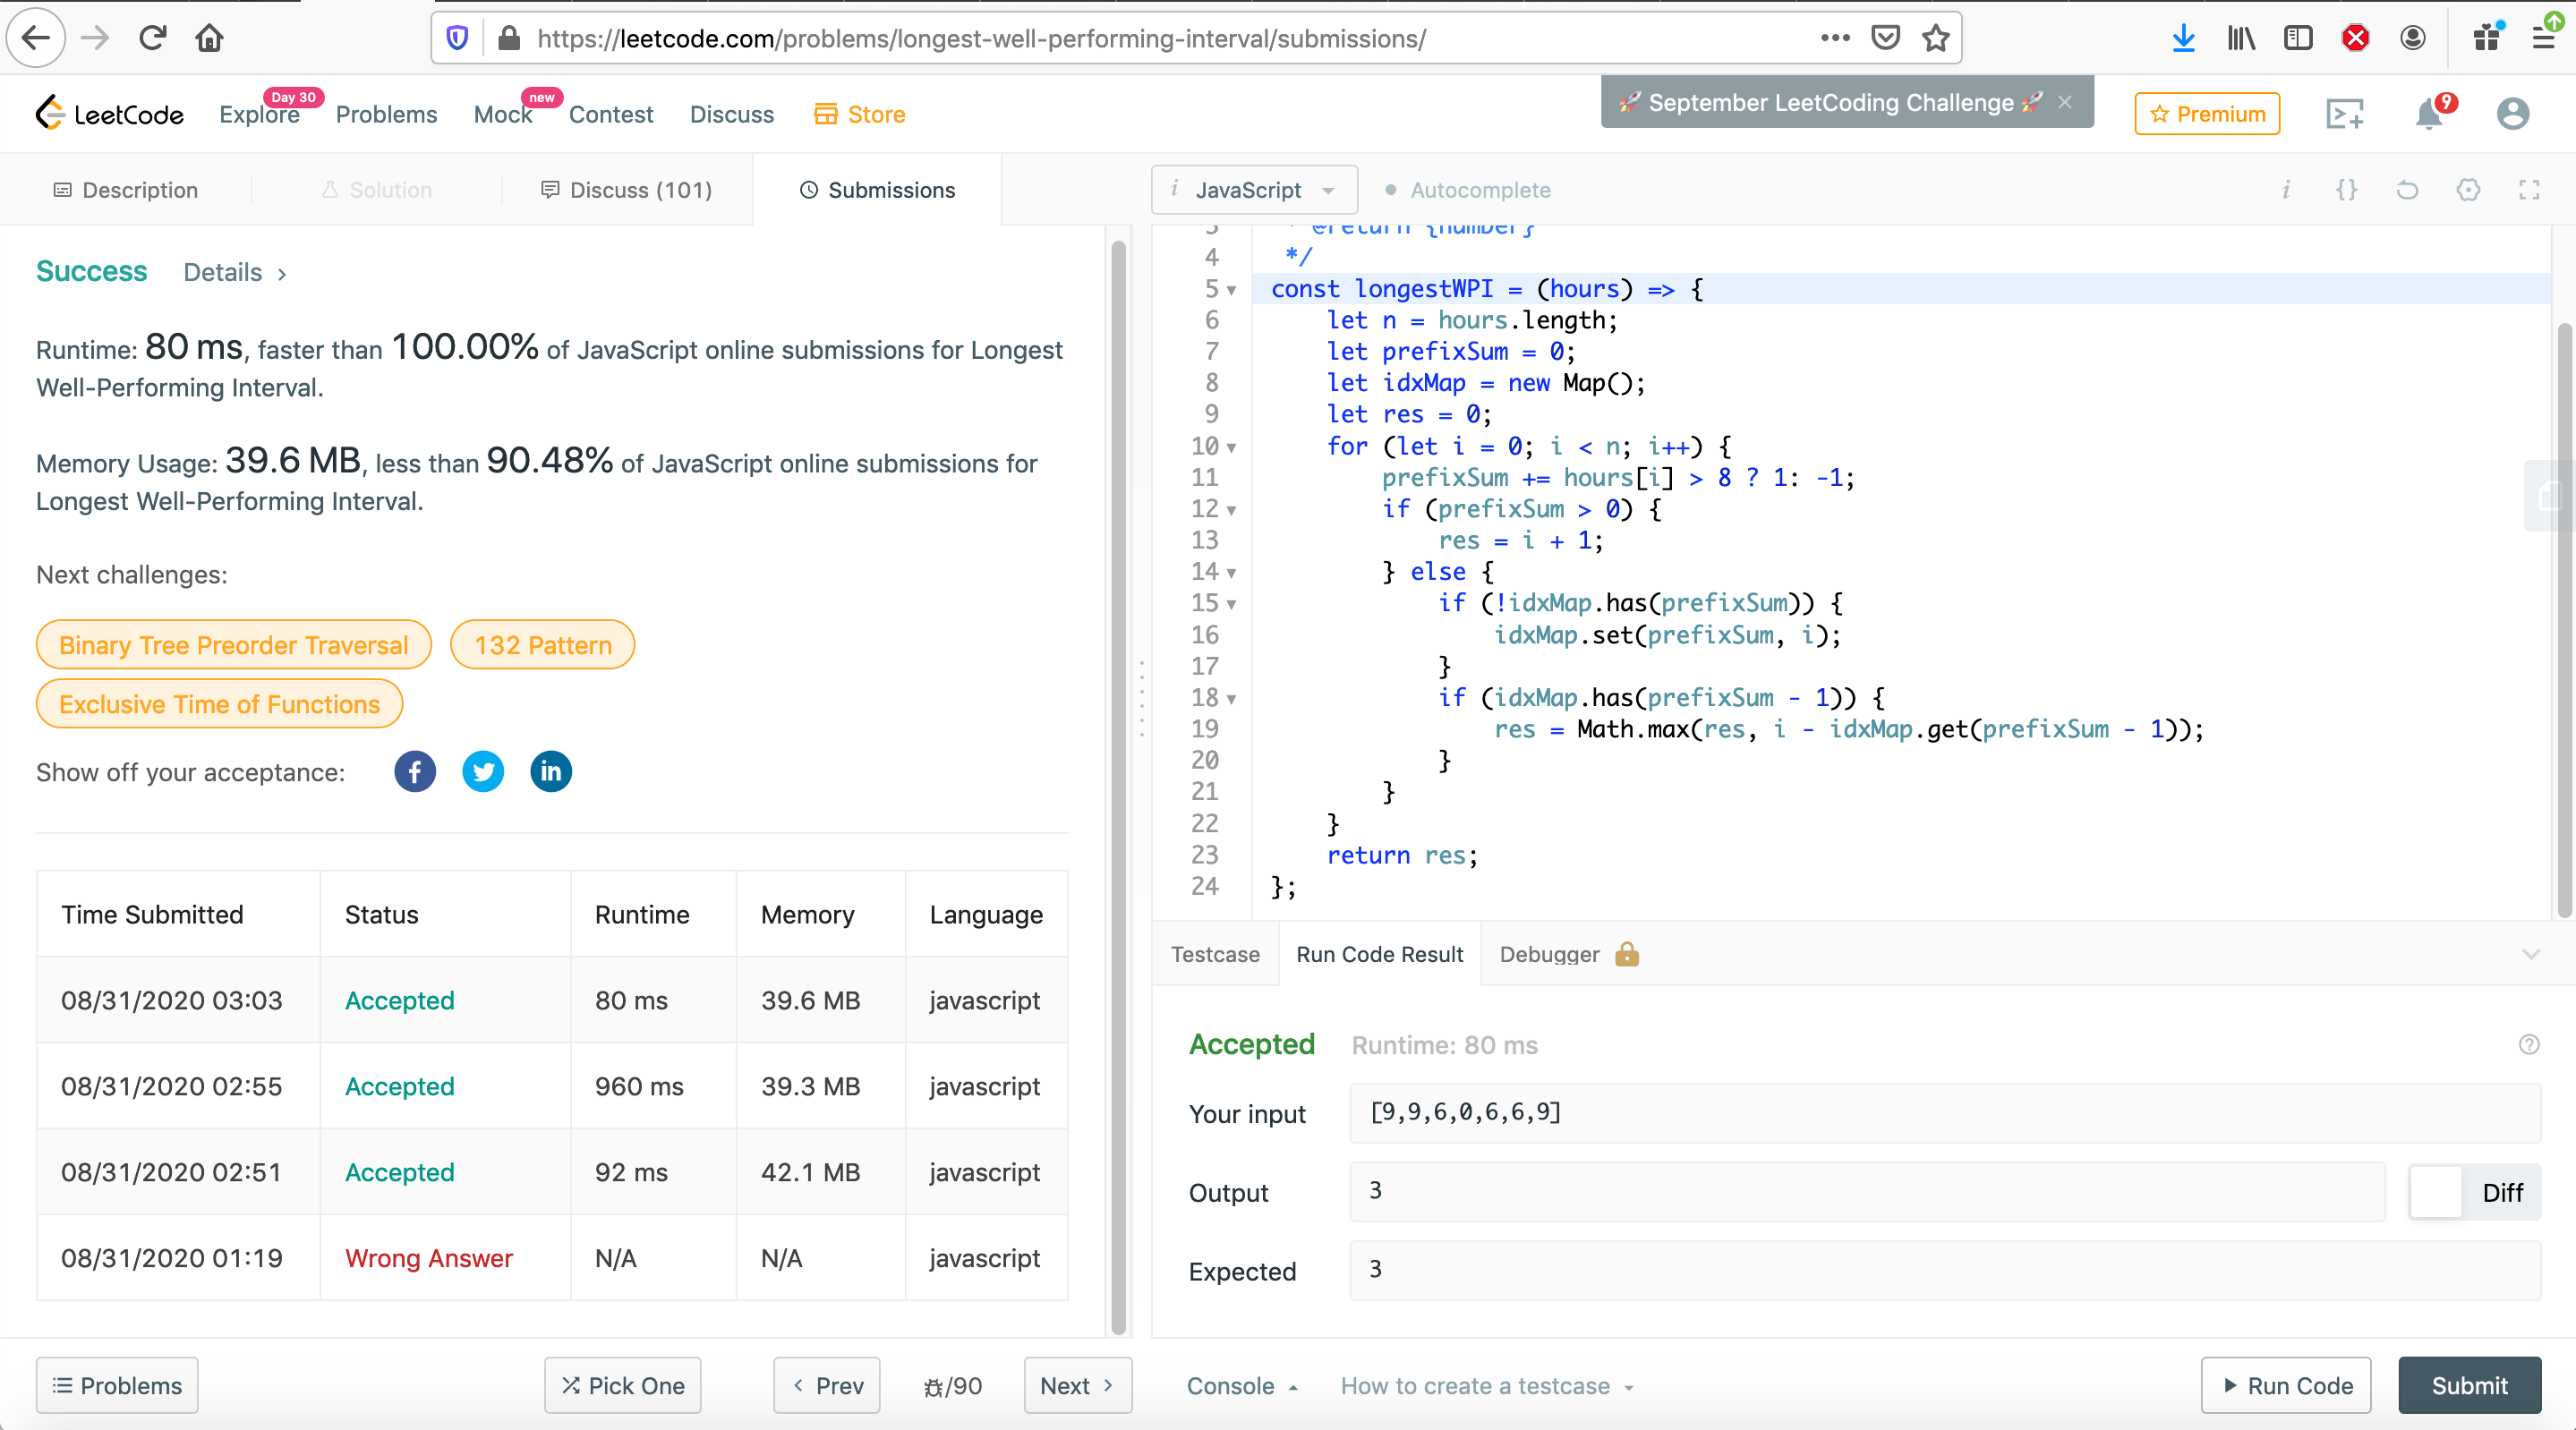 https://leetcode.com/problems/longest-well-performing-interval/submissions/
LeetCode
Explore
Day 30
Problems
Mock
new
Contest
Discuss
Store
🚀 September LeetCoding Challenge 🚀
Premium
9
Description
Solution
Discuss (101)
Submissions
Success Details >
Runtime: 80 ms, faster than 100.00% of JavaScript online submissions for Longest
Well-Performing Interval.
Memory Usage: 39.6 MB, less than 90.48% of JavaScript online submissions for
Longest Well-Performing Interval.
Next challenges:
Binary Tree Preorder Traversal
132 Pattern
Exclusive Time of Functions
Show off your acceptance:
Time Submitted Status Runtime Memory Language
08/31/2020 03:03 Accepted 80 ms 39.6 MB javascript
08/31/2020 02:55 Accepted 960 ms 39.3 MB javascript
08/31/2020 02:51 Accepted 92 ms 42.1 MB javascript
08/31/2020 01:19 Wrong Answer N/A N/A javascript
Problems
Pick One
< Prev
/90
Next >
i JavaScript
Autocomplete
3 * @return {number}
4 */
5 const longestWPI = (hours) => {
6 let n = hours.length;
7 let prefixSum = 0;
8 let idxMap = new Map();
9 let res = 0;
10 for (let i = 0; i < n; i++) {
11 prefixSum += hours[i] > 8 ? 1: -1;
12 if (prefixSum > 0) {
13 res = i + 1;
14 } else {
15 if (!idxMap.has(prefixSum)) {
16 idxMap.set(prefixSum, i);
17 }
18 if (idxMap.has(prefixSum - 1)) {
19 res = Math.max(res, i - idxMap.get(prefixSum - 1));
20 }
21 }
22 }
23 return res;
24 };
Testcase
Run Code Result
Debugger
Accepted Runtime: 80 ms
Your input [9,9,6,0,6,6,9]
Output 3
Diff
Expected 3
Console
How to create a testcase
Run Code
Submit